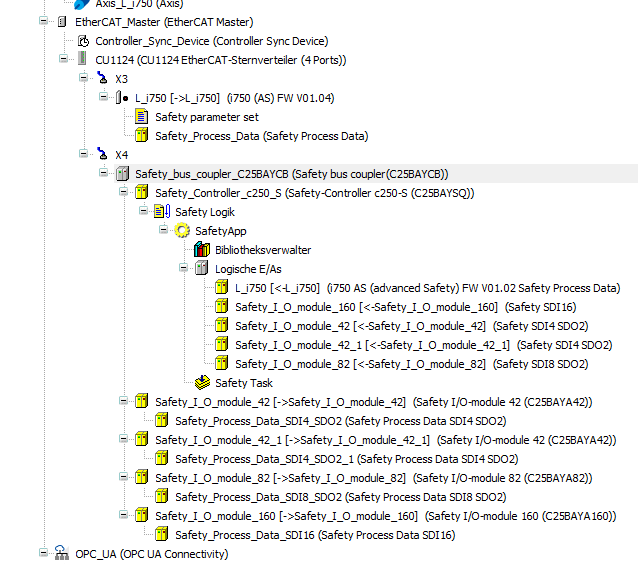 Axis_L_i750 (Axis)
EtherCAT_Master (EtherCAT Master)
Controller_Sync_Device (Controller Sync Device)
CU1124 (CU1124 EtherCAT-Sternverteiler (4 Ports))
X3
L_i750 [->L_i750] (i750 (AS) FW V01.04)
Safety parameter set
Safety_Process_Data (Safety Process Data)
X4
Safety_bus_coupler_C25BAYCB (Safety bus coupler(C25BAYCB))
Safety_Controller_c250_S (Safety-Controller c250-S (C25BAYSQ))
Safety Logik
SafetyApp
Bibliotheksverwalter
Logische E/As
L_i750 [<-L_i750] (i750 AS (advanced Safety) FW V01.02 Safety Process Data)
Safety_I_O_module_160 [<-Safety_I_O_module_160] (Safety SDI16)
Safety_I_O_module_42 [<-Safety_I_O_module_42] (Safety SDI4 SDO2)
Safety_I_O_module_42_1 [<-Safety_I_O_module_42_1] (Safety SDI4 SDO2)
Safety_I_O_module_82 [<-Safety_I_O_module_82] (Safety SDI8 SDO2)
Safety Task
Safety_I_O_module_42 [->Safety_I_O_module_42] (Safety I/O-module 42 (C25BAYA42))
Safety_Process_Data_SDI4_SDO2 (Safety Process Data SDI4 SDO2)
Safety_I_O_module_42_1 [->Safety_I_O_module_42_1] (Safety I/O-module 42 (C25BAYA42))
Safety_Process_Data_SDI4_SDO2_1 (Safety Process Data SDI4 SDO2)
Safety_I_O_module_82 [->Safety_I_O_module_82] (Safety I/O-module 82 (C25BAYA82))
Safety_Process_Data_SDI8_SDO2 (Safety Process Data SDI8 SDO2)
Safety_I_O_module_160 [->Safety_I_O_module_160] (Safety I/O-module 160 (C25BAYA160))
Safety_Process_Data_SDI16 (Safety Process Data SDI16)
OPC_UA (OPC UA Connectivity)